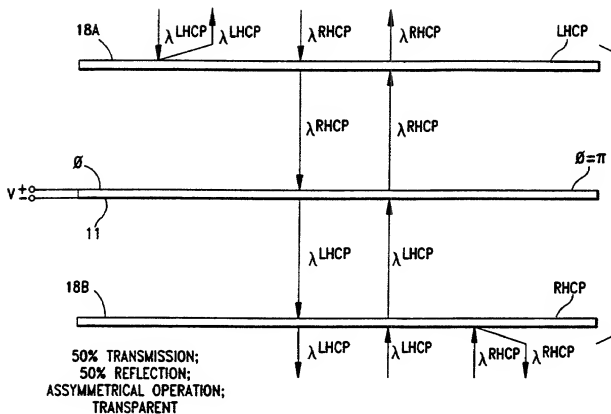 18A
λLHCP
λLHCP
λRHCP
λRHCP
LHCP
λRHCP
λRHCP
Ø
Ø=π
V + −
11
λLHCP
λLHCP
18B
RHCP
λLHCP
λLHCP
λRHCP
λRHCP
50% TRANSMISSION;
50% REFLECTION;
ASSYMMETRICAL OPERATION;
TRANSPARENT